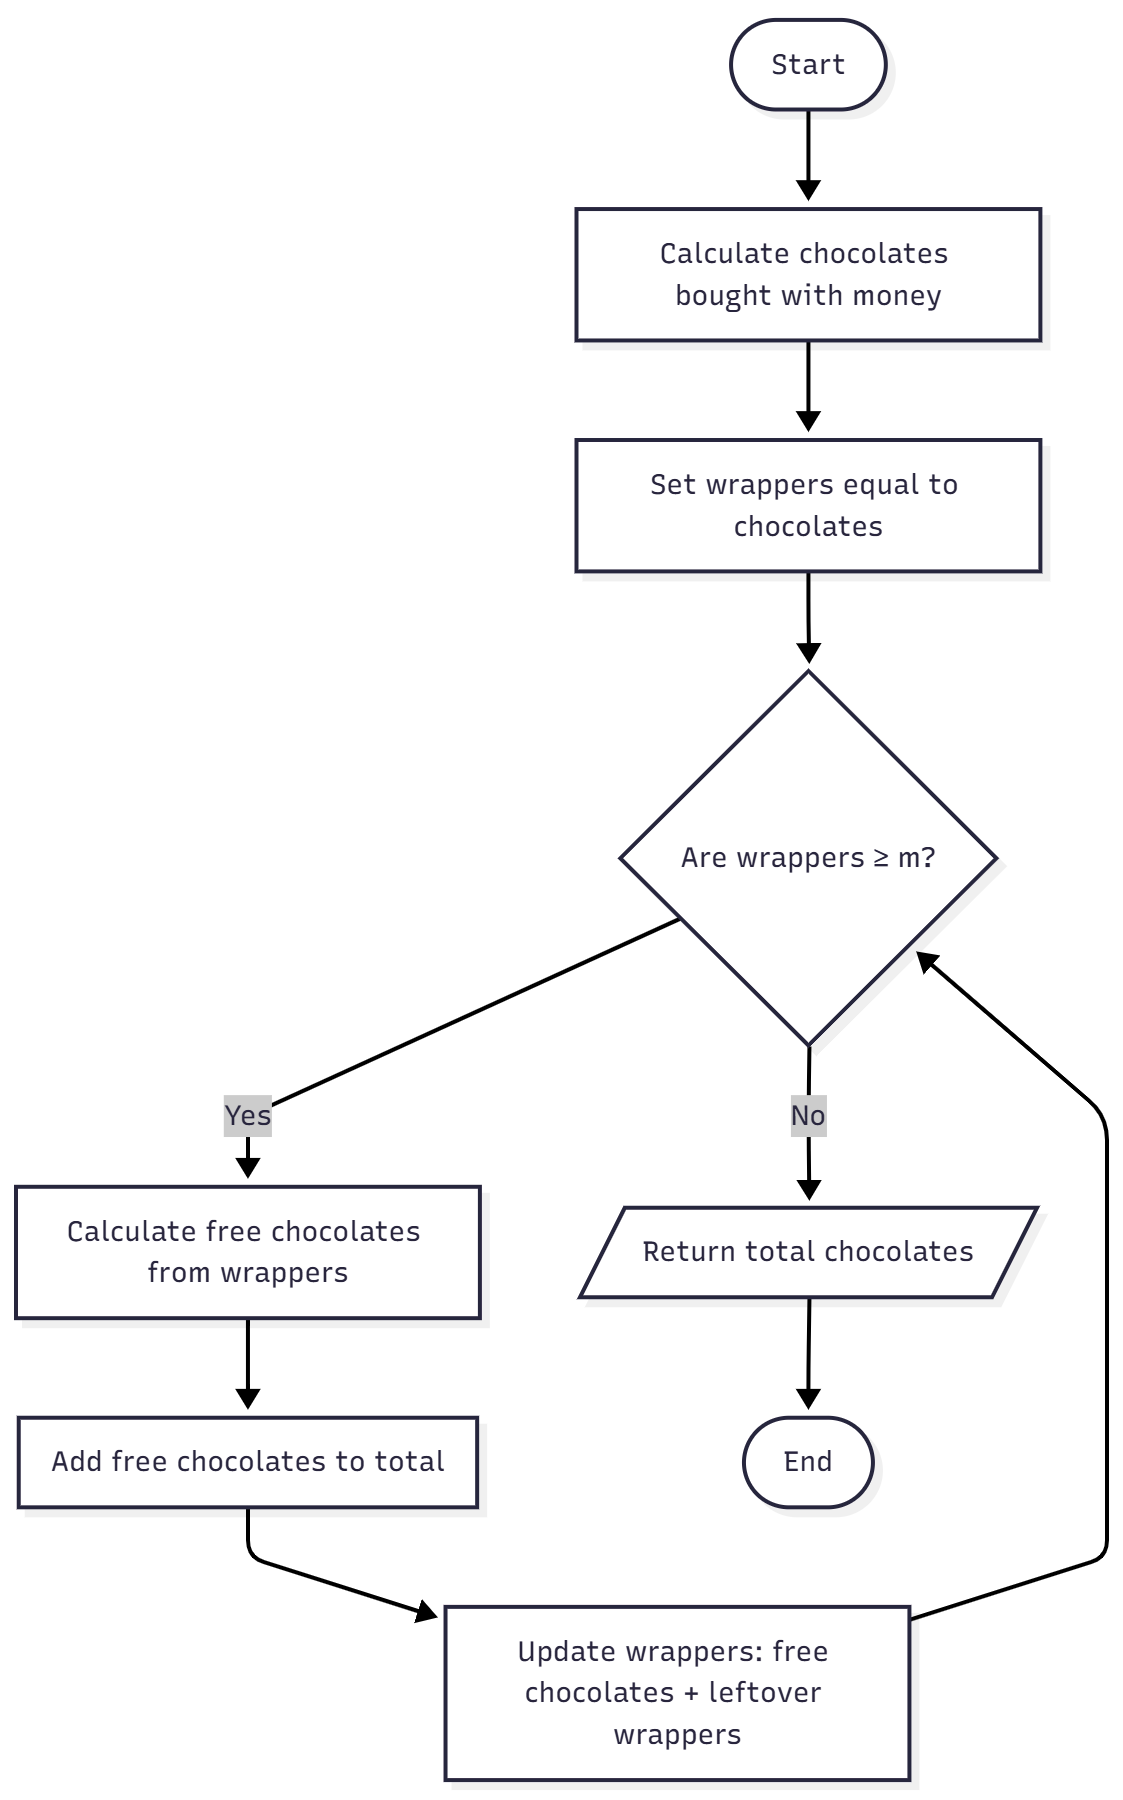 Start
Calculate chocolates
bought with money
Set wrappers equal to
chocolates
Are wrappers ≥ m?
Yes
No
Calculate free chocolates
from wrappers
Return total chocolates
Add free chocolates to total
End
Update wrappers: free
chocolates + leftover
wrappers